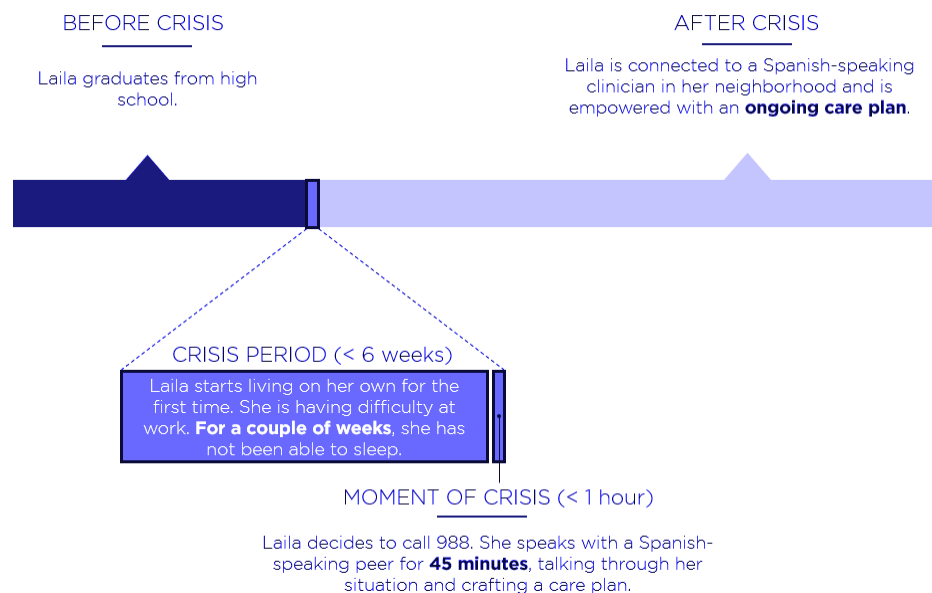 BEFORE CRISIS
Laila graduates from high
school.
AFTER CRISIS
Laila is connected to a Spanish-speaking
clinician in her neighborhood and is
empowered with an ongoing care plan.
CRISIS PERIOD (< 6 weeks)
Laila starts living on her own for the
first time. She is having difficulty at
work. For a couple of weeks, she has
not been able to sleep.
MOMENT OF CRISIS (< 1 hour)
Laila decides to call 988. She speaks with a Spanish-
speaking peer for 45 minutes, talking through her
situation and crafting a care plan.